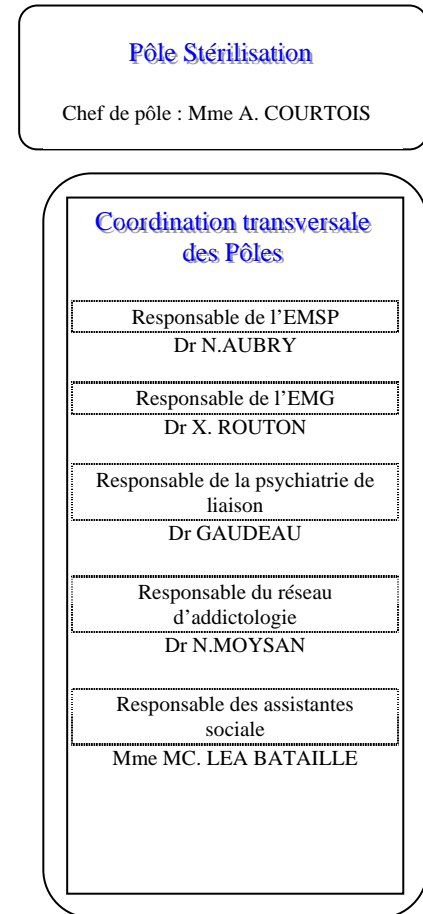 Pôle Stérilisation
Chef de pôle : Mme A. COURTOIS
Coordination transversale
des Pôles
Responsable de l’EMSP
Dr N.AUBRY
Responsable de l’EMG
Dr X. ROUTON
Responsable de la psychiatrie de
liaison
Dr GAUDEAU
Responsable du réseau
d’addictologie
Dr N.MOYSAN
Responsable des assistantes
sociale
Mme MC. LEA BATAILLE